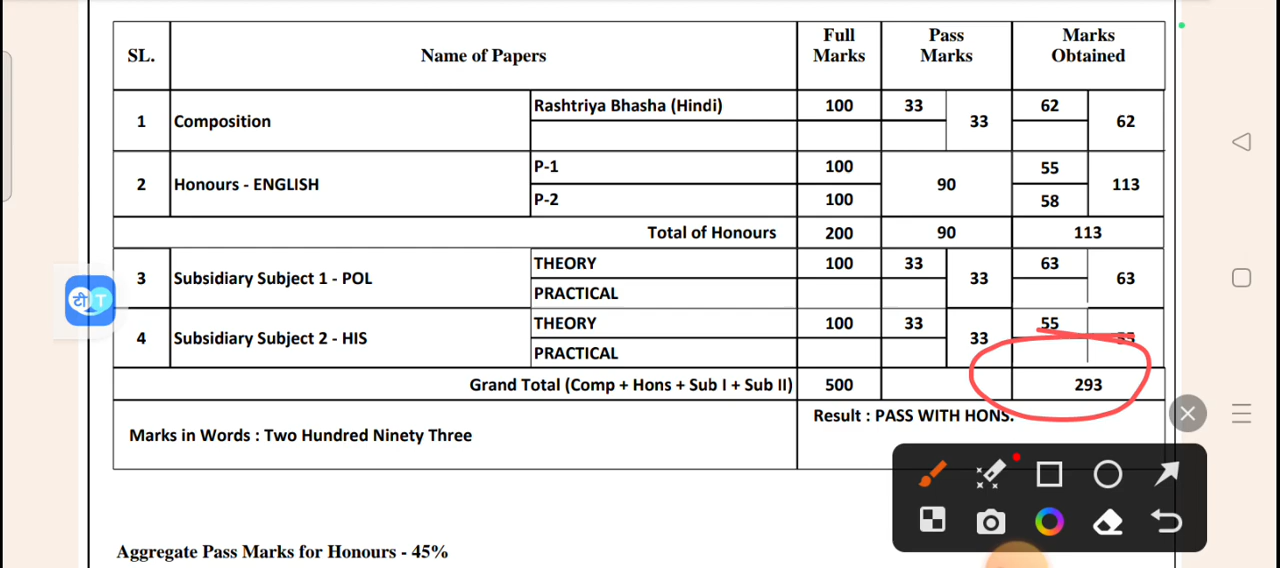 SL. Name of Papers Full Marks Pass Marks Marks Obtained
1 Composition Rashtriya Bhasha (Hindi) 100 33 33 62 62
2 Honours - ENGLISH P-1 100 90 55 113
P-2 100 58
Total of Honours 200 90 113
3 Subsidiary Subject 1 - POL THEORY 100 33 33 63 63
PRACTICAL
4 Subsidiary Subject 2 - HIS THEORY 100 33 33 55 55
PRACTICAL
Grand Total (Comp + Hons + Sub I + Sub II) 500 293
Marks in Words : Two Hundred Ninety Three
Result : PASS WITH HONS.
Aggregate Pass Marks for Honours - 45%
टी T